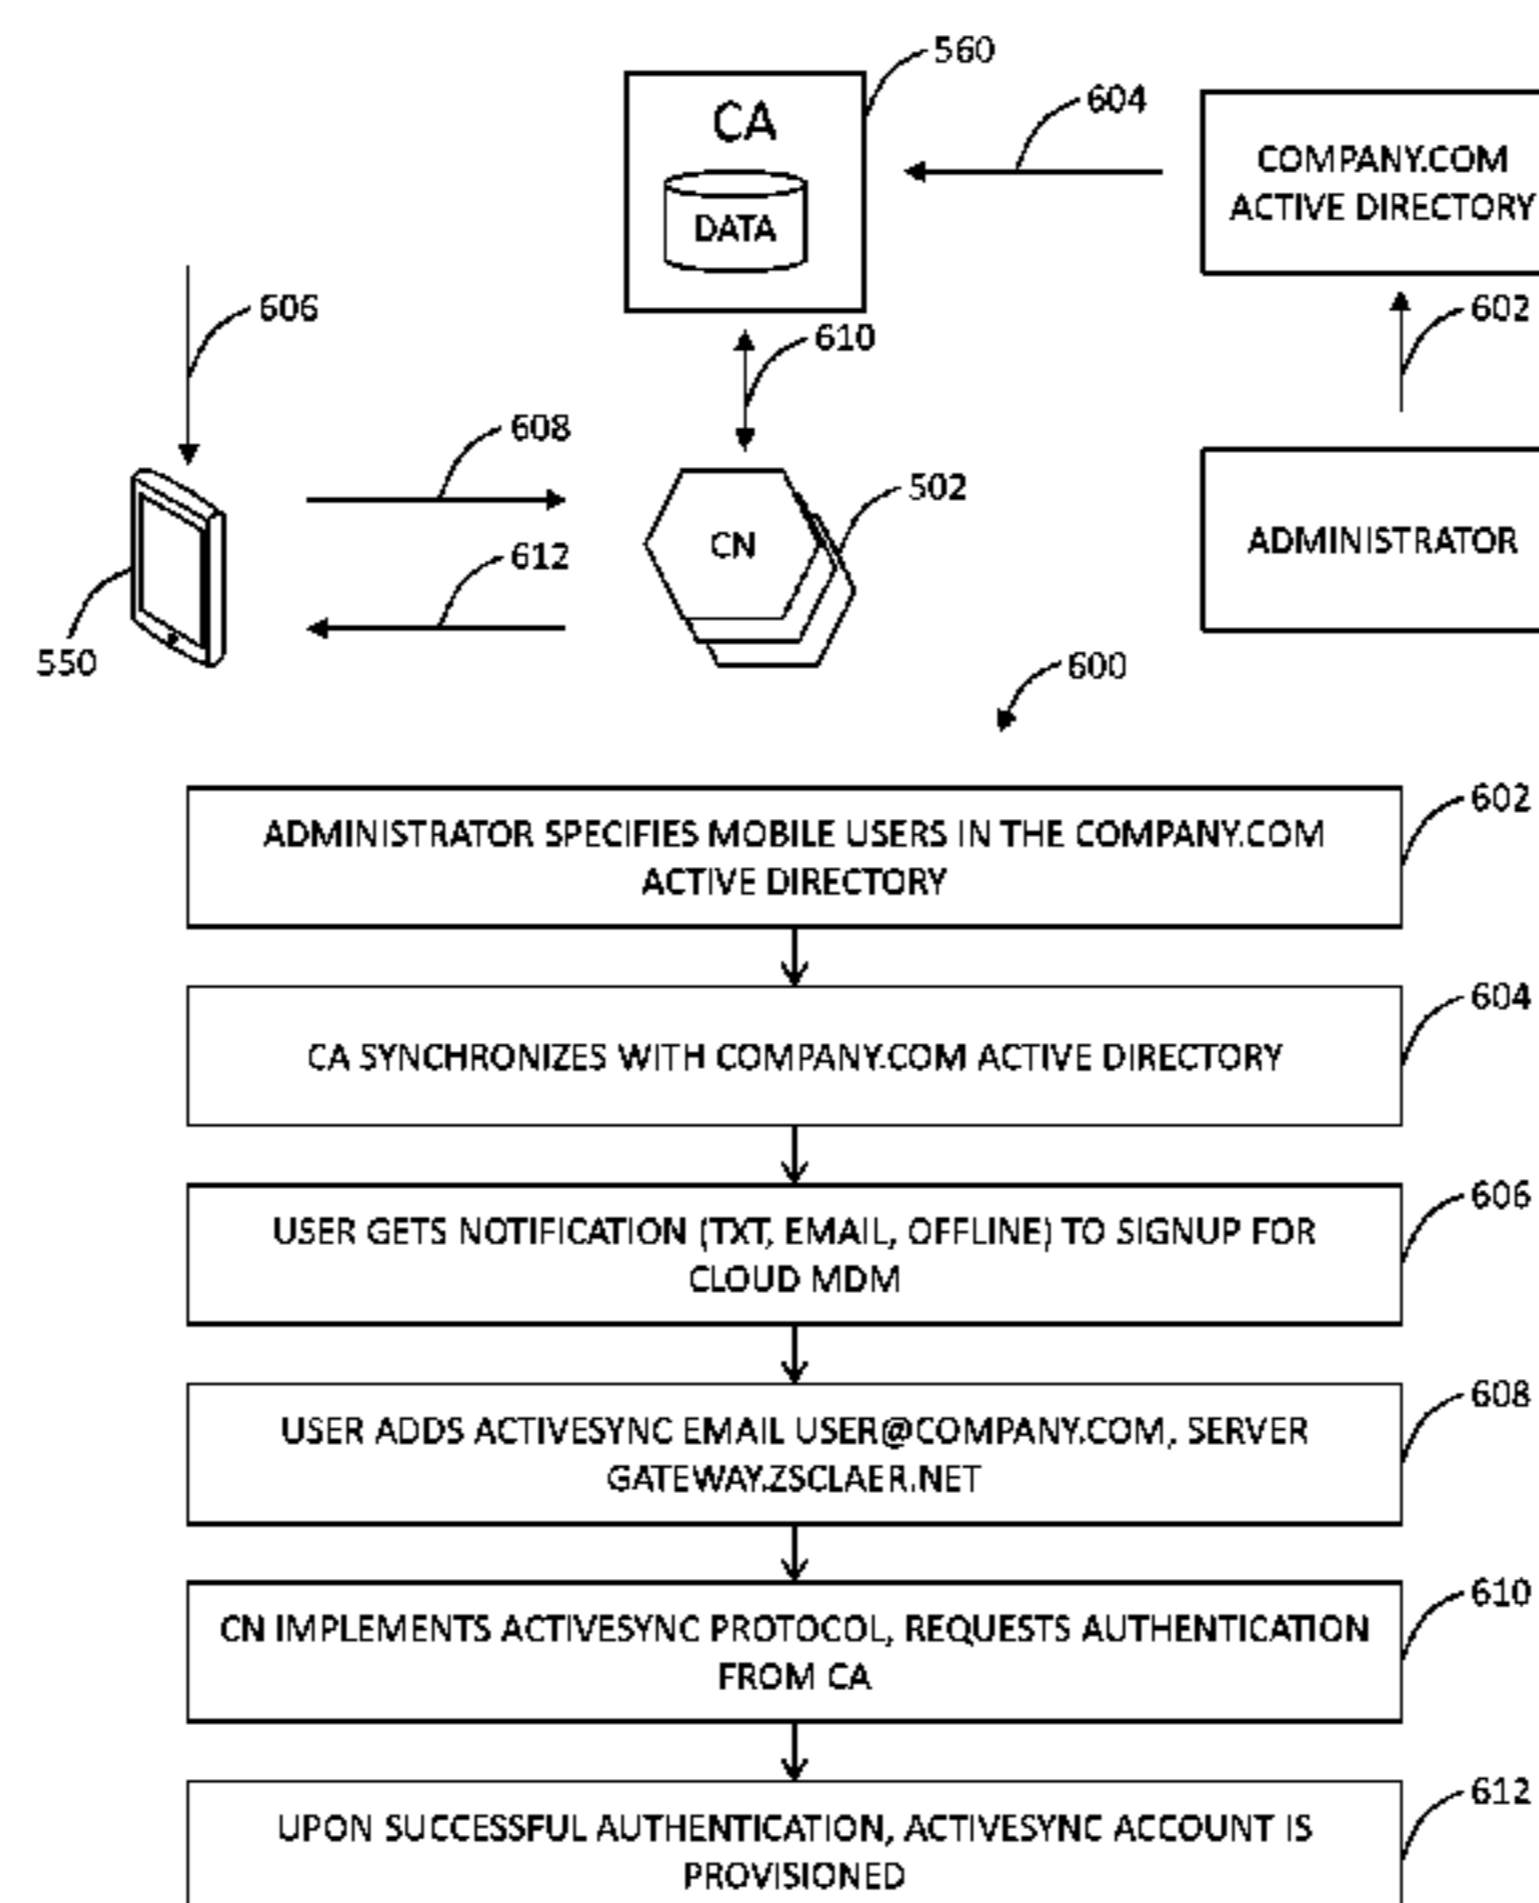 560
CA
DATA
604
COMPANY.COM
ACTIVE DIRECTORY
606
610
602
608
502
CN
612
ADMINISTRATOR
550
600
602
ADMINISTRATOR SPECIFIES MOBILE USERS IN THE COMPANY.COM
ACTIVE DIRECTORY
604
CA SYNCHRONIZES WITH COMPANY.COM ACTIVE DIRECTORY
606
USER GETS NOTIFICATION (TXT, EMAIL, OFFLINE) TO SIGNUP FOR
CLOUD MDM
608
USER ADDS ACTIVESYNC EMAIL USER@COMPANY.COM, SERVER
GATEWAY.ZSCLAER.NET
610
CN IMPLEMENTS ACTIVESYNC PROTOCOL, REQUESTS AUTHENTICATION
FROM CA
612
UPON SUCCESSFUL AUTHENTICATION, ACTIVESYNC ACCOUNT IS
PROVISIONED